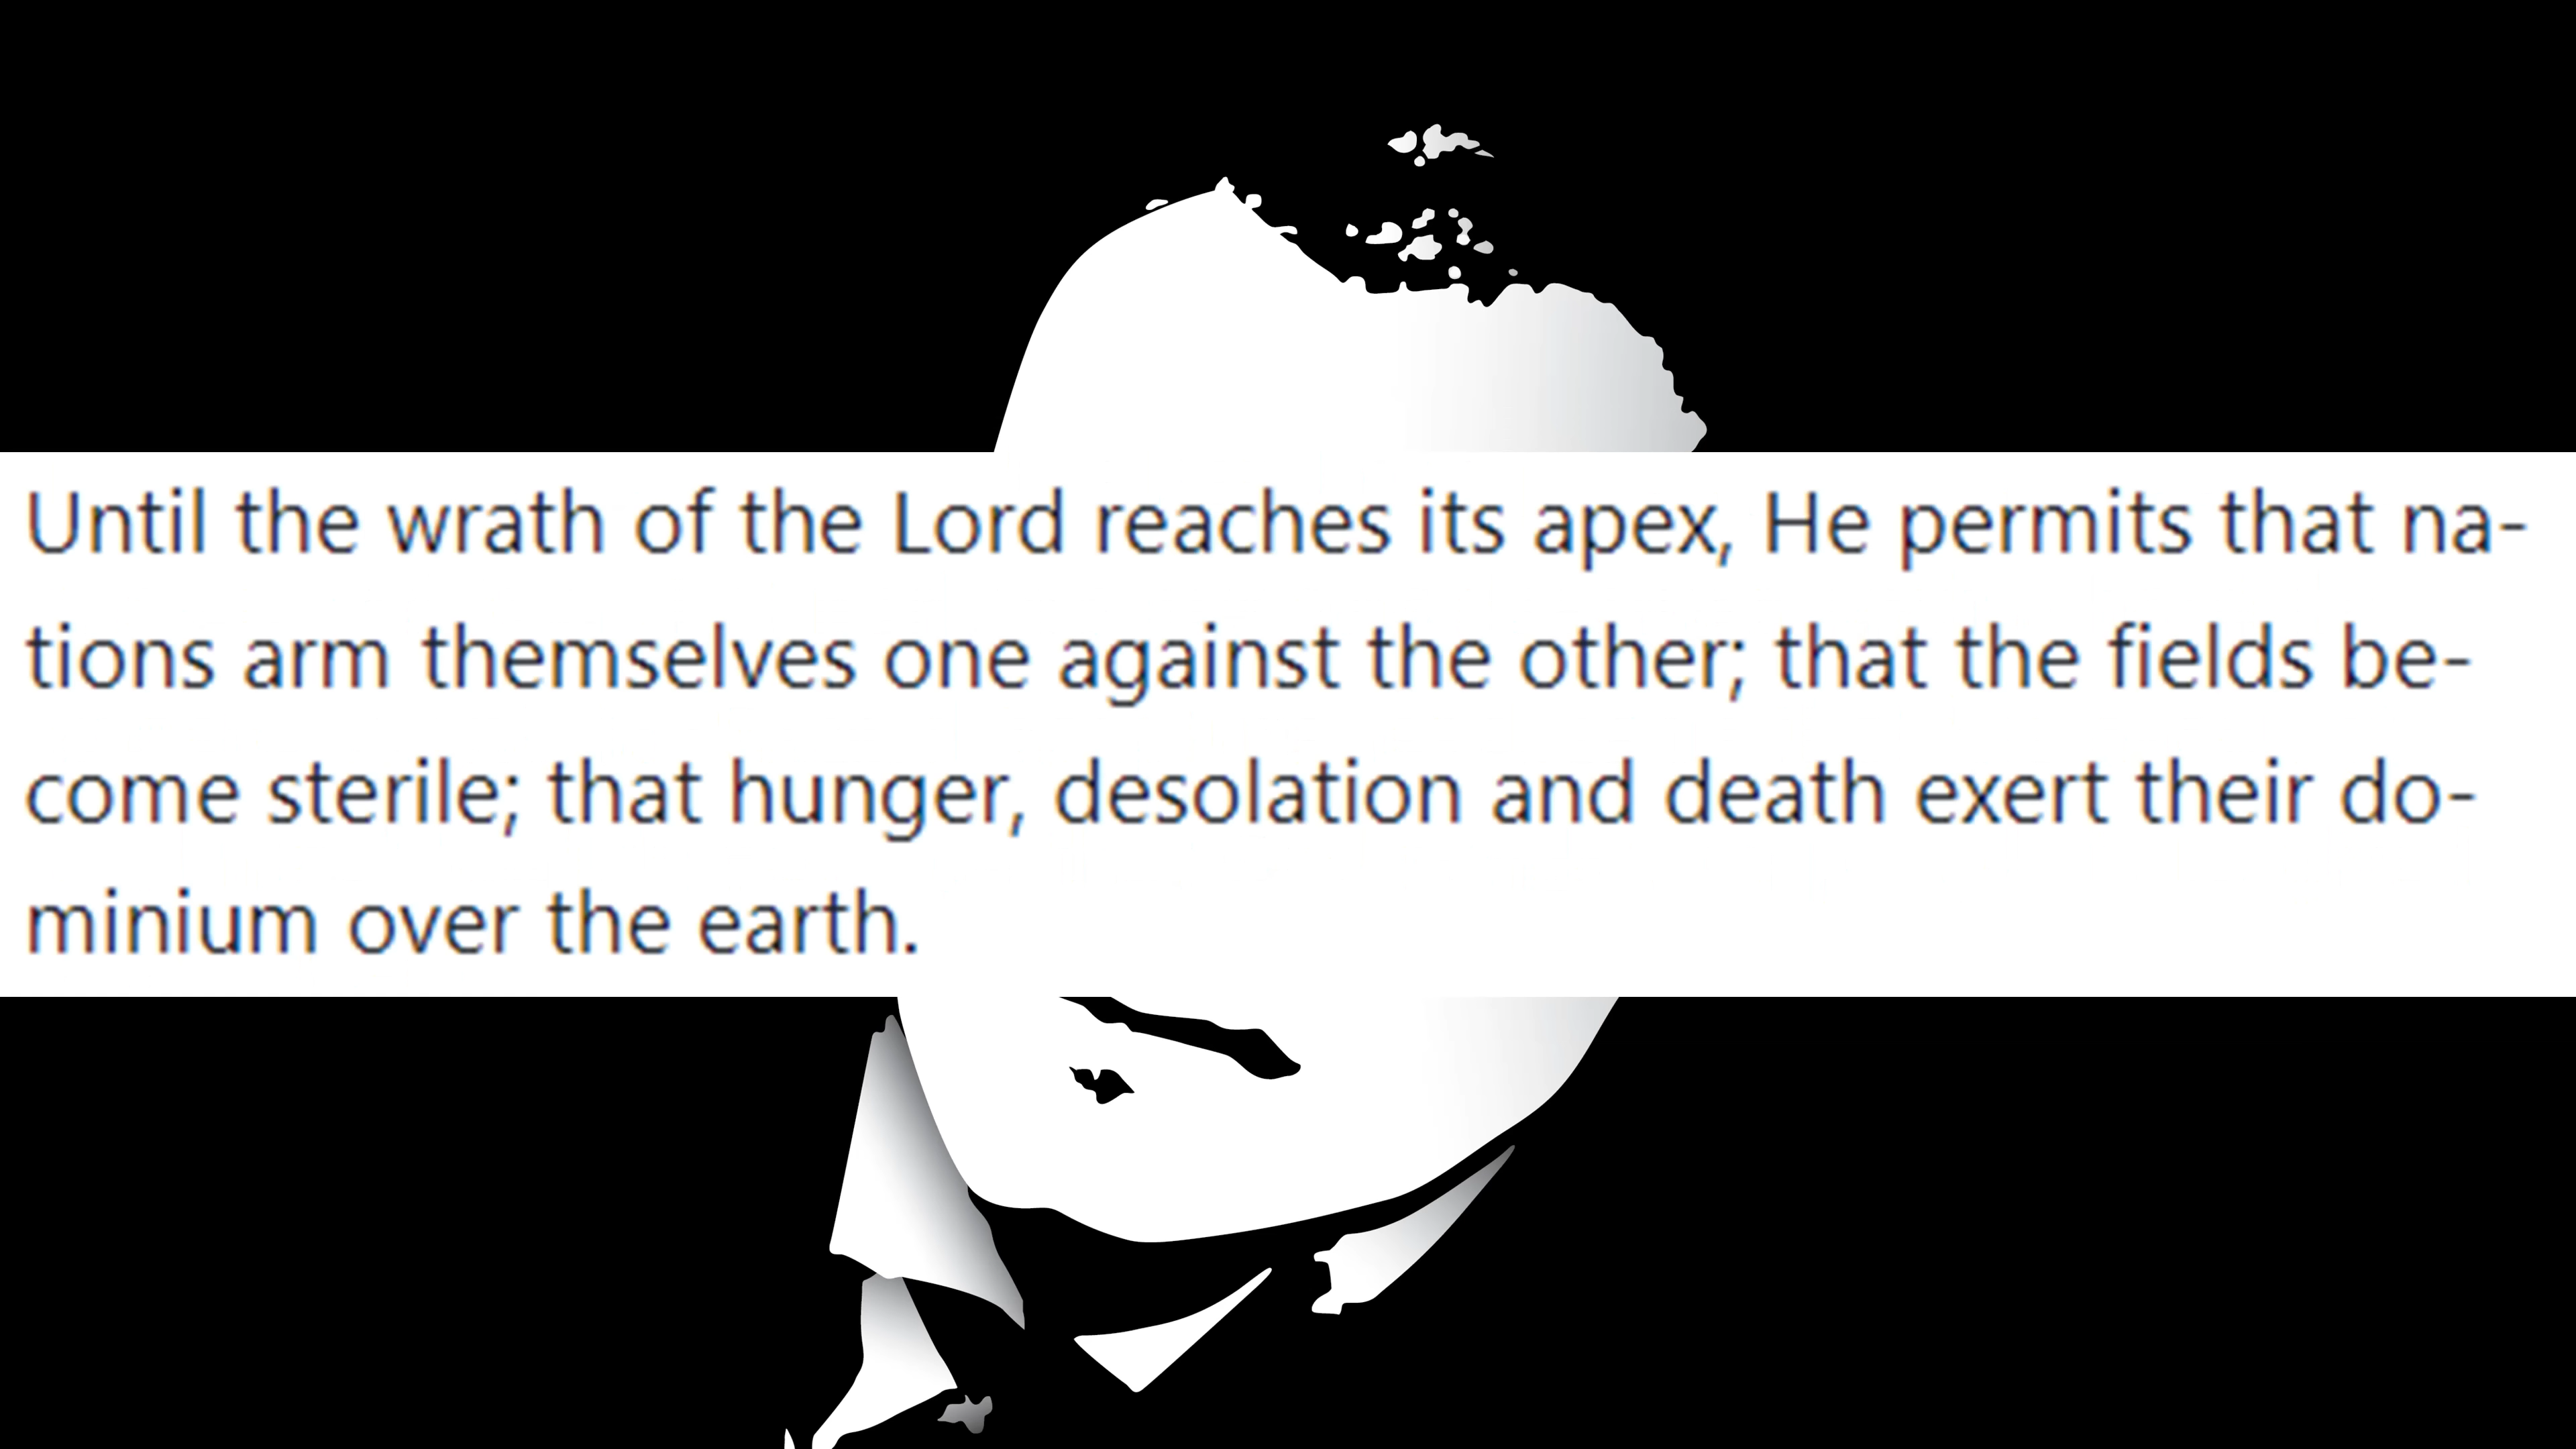 Until the wrath of the Lord reaches its apex, He permits that na-
tions arm themselves one against the other; that the fields be-
come sterile; that hunger, desolation and death exert their do-
minium over the earth.